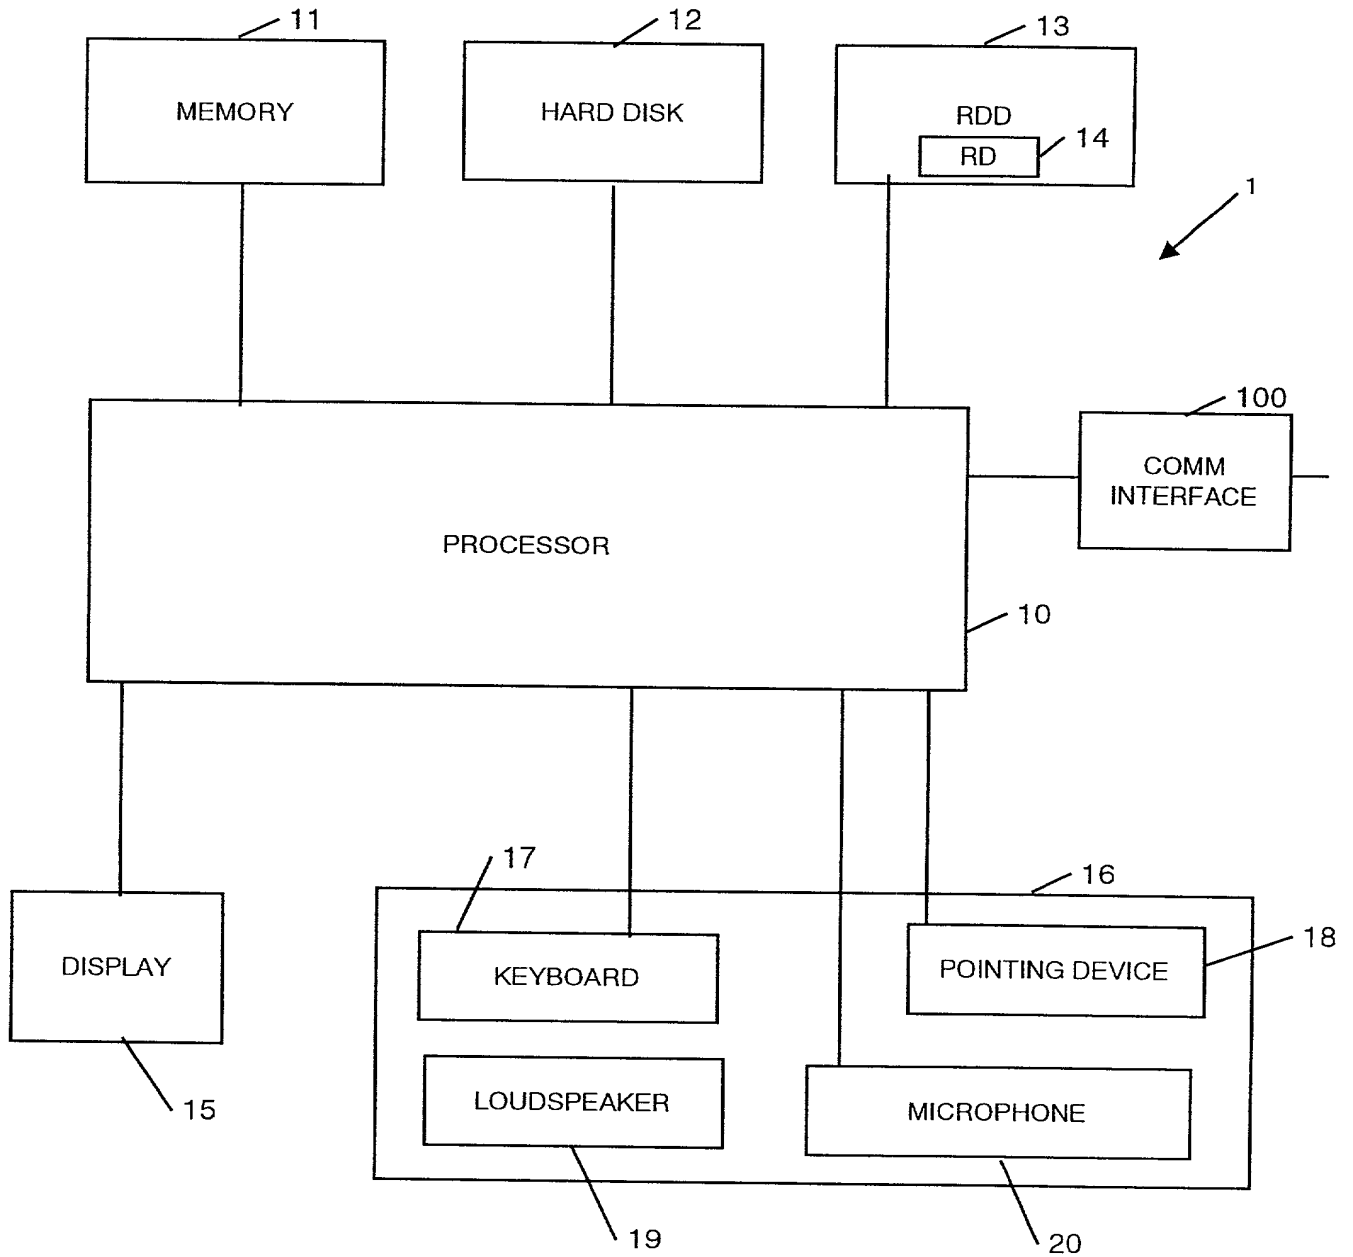 11
12
13
MEMORY
HARD DISK
RDD
14
RD
1
100
COMM
INTERFACE
PROCESSOR
10
17
16
18
DISPLAY
KEYBOARD
POINTING DEVICE
15
LOUDSPEAKER
MICROPHONE
19
20